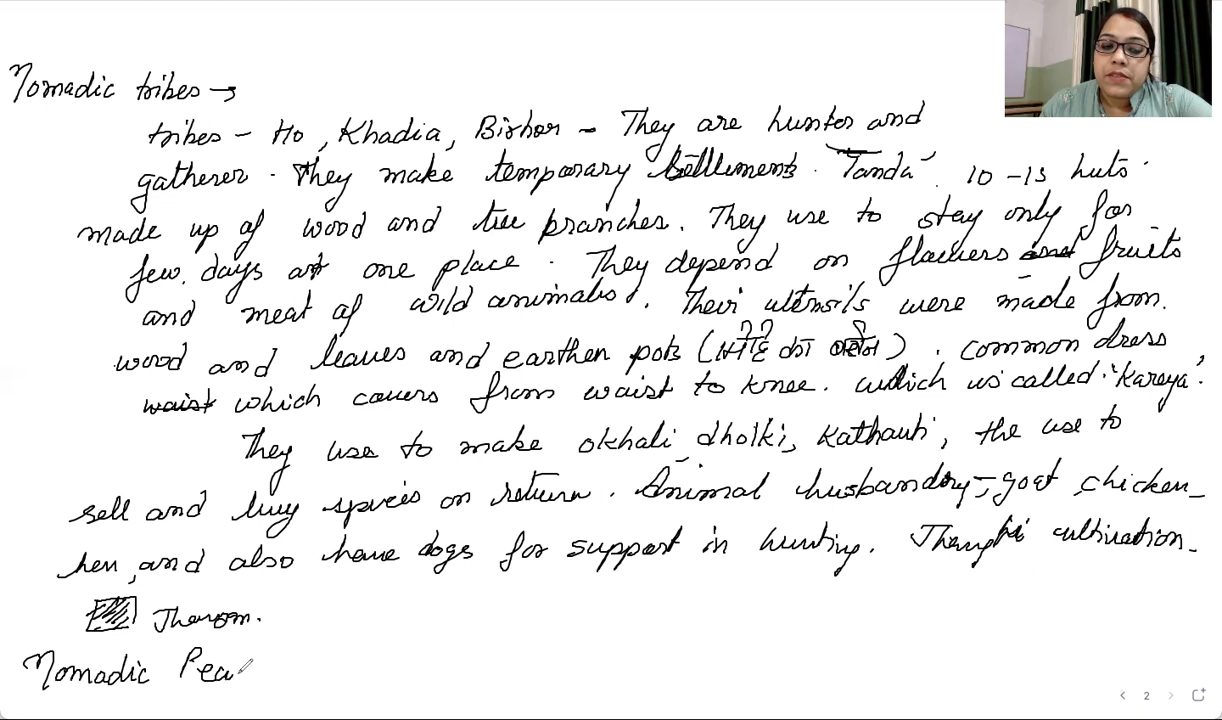 Nomadic tribes →
tribes - Ho, Khadia, Birhor - They are hunter and
gatherer. They make temporary settlements. 'Tanda'. 10-15 huts.
made up of wood and tree branches. They use to stay only for
few days at one place. They depend on flowers fruits
and meat of wild animals. Their utensils were made from
wood and leaves and earthen pots ( का बर्तन ). common dress
waist which covers from waist to knee. which is called 'Kareya'.
They use to make okhali, dholki, Kathauti, the use to
sell and buy spices on return. Animal husbandry - goat, chicken -
hen, and also have dogs for support in hunting. cultivation -

Nomadic Pea
2